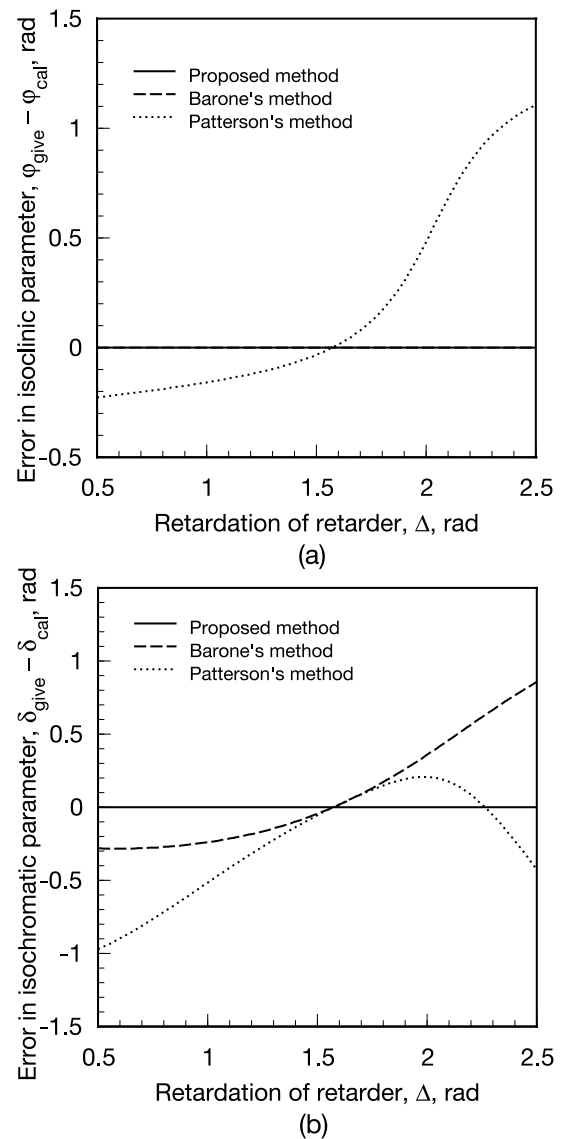 1.5
Error in isoclinic parameter, φgive − φcal, rad
Proposed method
Barone's method
Patterson's method
1
0.5
0
-0.5
0.5 1 1.5 2 2.5
Retardation of retarder, Δ, rad
(a)
1.5
Error in isochromatic parameter, δgive − δcal, rad
Proposed method
Barone's method
Patterson's method
1
0.5
0
-0.5
-1
-1.5
0.5 1 1.5 2 2.5
Retardation of retarder, Δ, rad
(b)